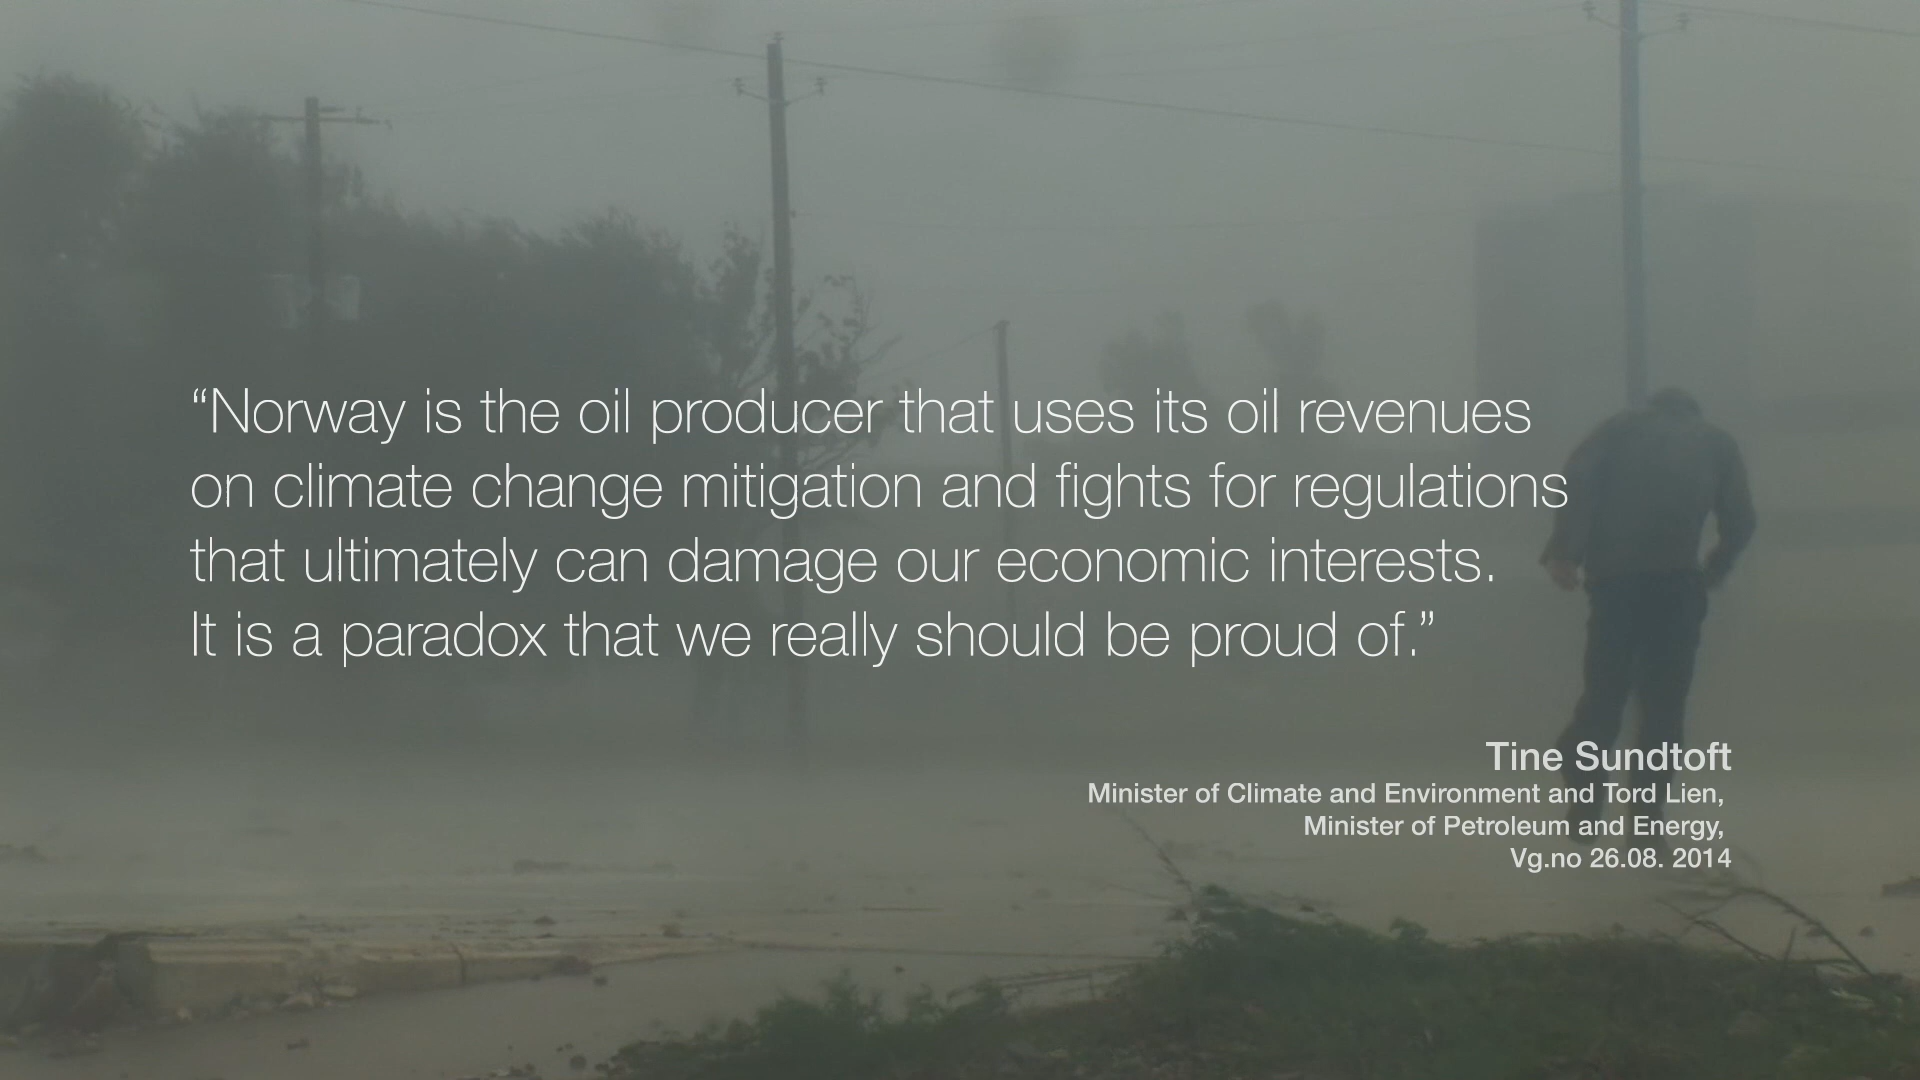 “Norway is the oil producer that uses its oil revenues
on climate change mitigation and fights for regulations
that ultimately can damage our economic interests.
It is a paradox that we really should be proud of.”
Tine Sundtoft
Minister of Climate and Environment and Tord Lien,
Minister of Petroleum and Energy,
Vg.no 26.08. 2014